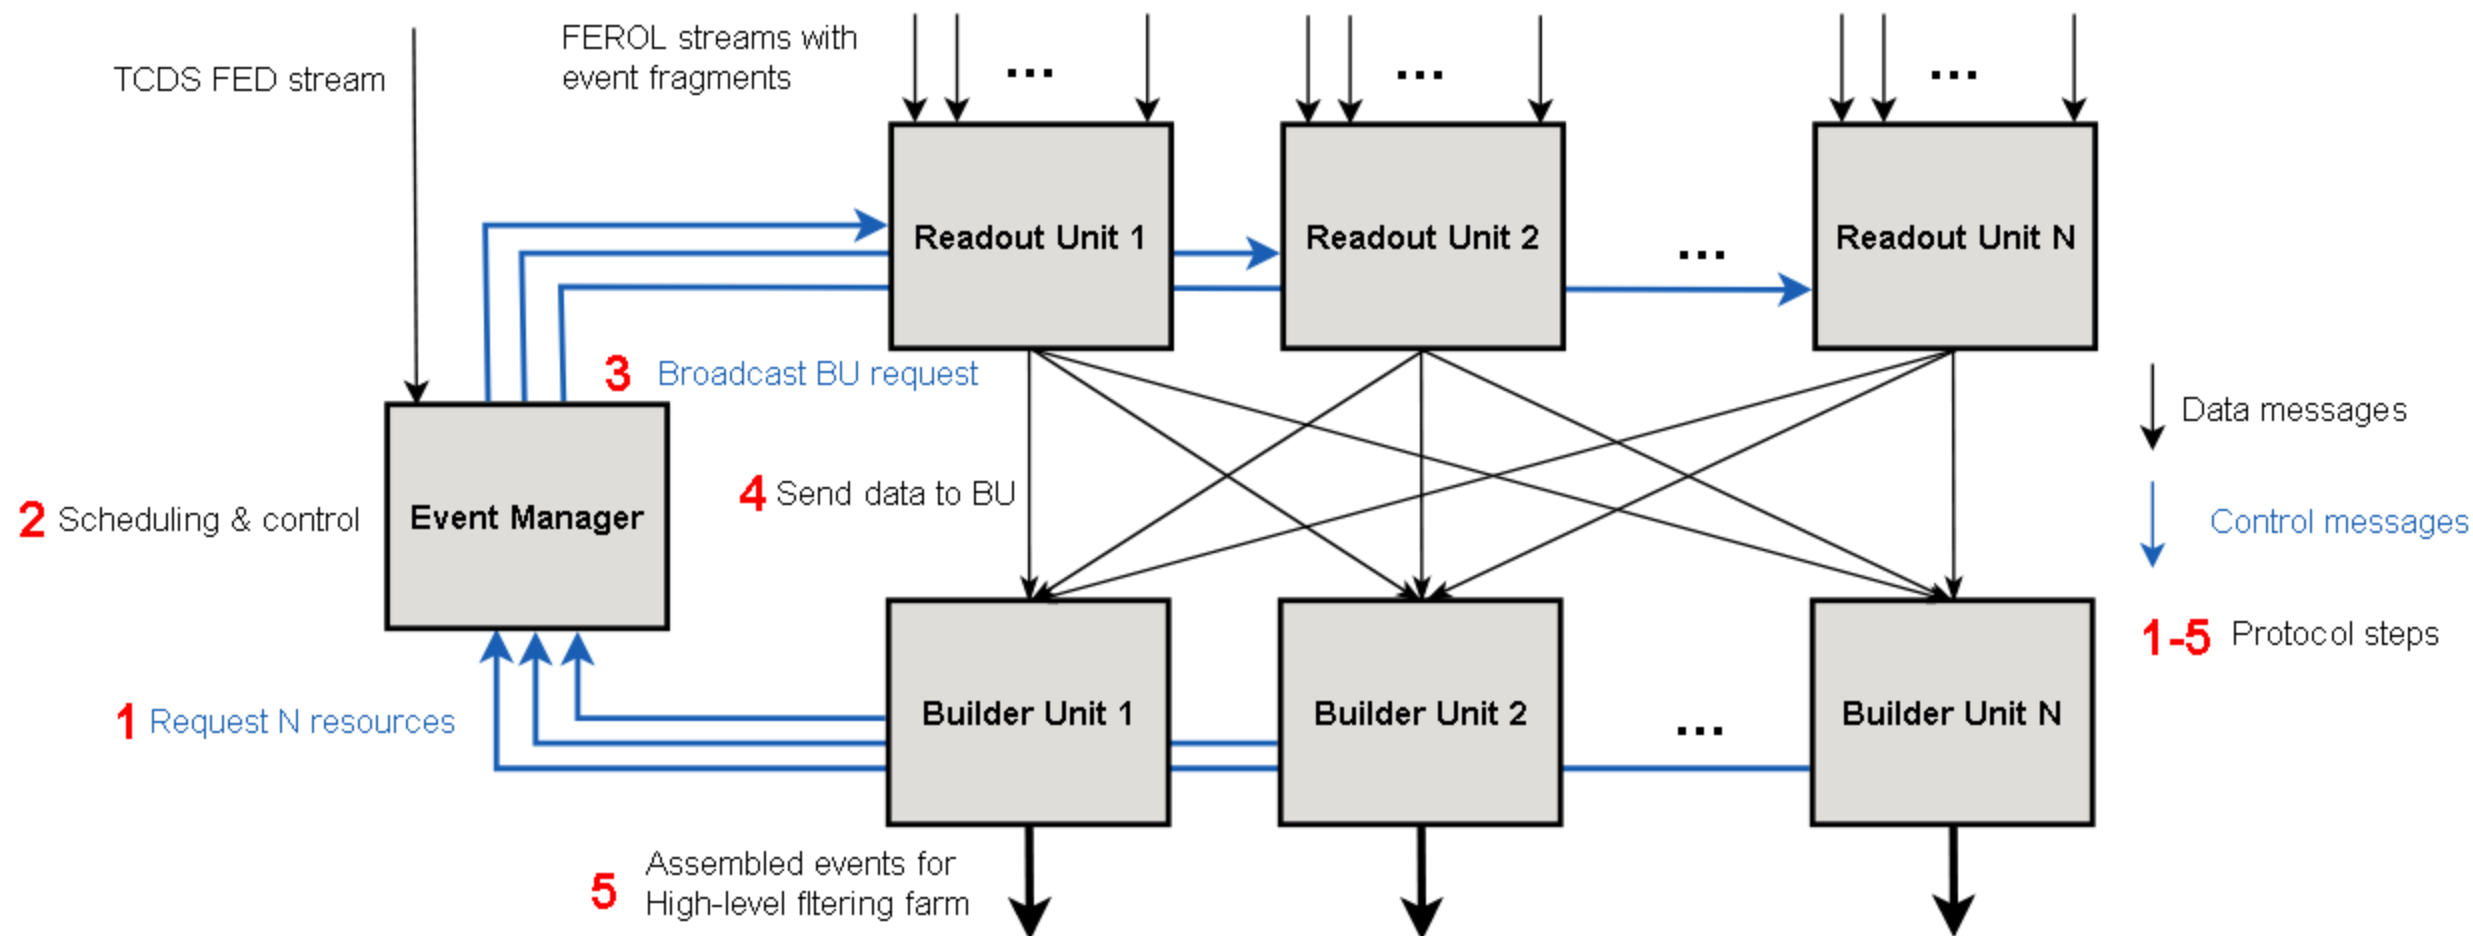 TCDS FED stream
FEROL streams with
event fragments
...
...
...
Readout Unit 1
Readout Unit 2
...
Readout Unit N
3 Broadcast BU request
Data messages
4 Send data to BU
2 Scheduling & control
Event Manager
Control messages
1-5 Protocol steps
1 Request N resources
Builder Unit 1
Builder Unit 2
...
Builder Unit N
5
Assembled events for
High-level fltering farm